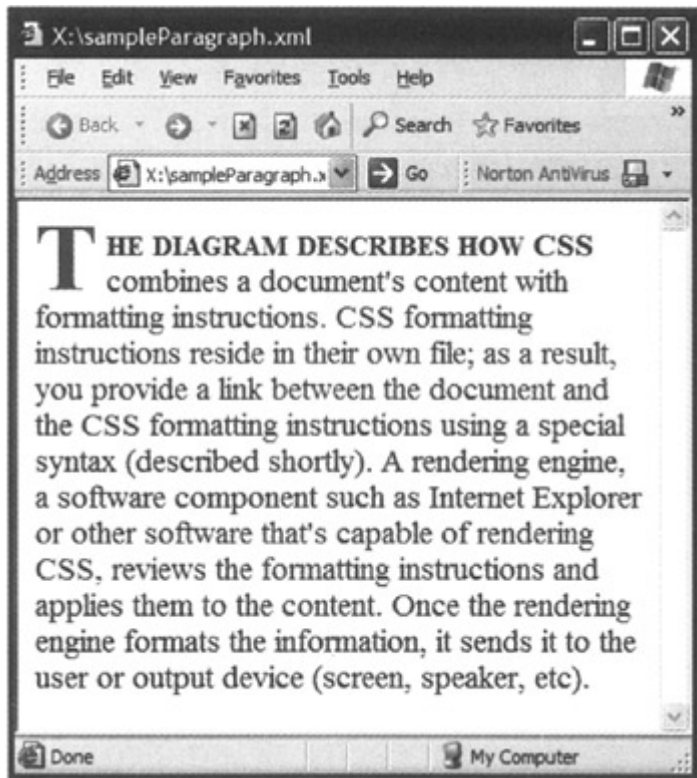 X:\sampleParagraph.xml
File Edit View Favorites Tools Help
Back Search Favorites »
Address X:\sampleParagraph.x Go Norton AntiVirus
THE DIAGRAM DESCRIBES HOW CSS
combines a document's content with
formatting instructions. CSS formatting
instructions reside in their own file; as a result,
you provide a link between the document and
the CSS formatting instructions using a special
syntax (described shortly). A rendering engine,
a software component such as Internet Explorer
or other software that's capable of rendering
CSS, reviews the formatting instructions and
applies them to the content. Once the rendering
engine formats the information, it sends it to the
user or output device (screen, speaker, etc).
Done My Computer